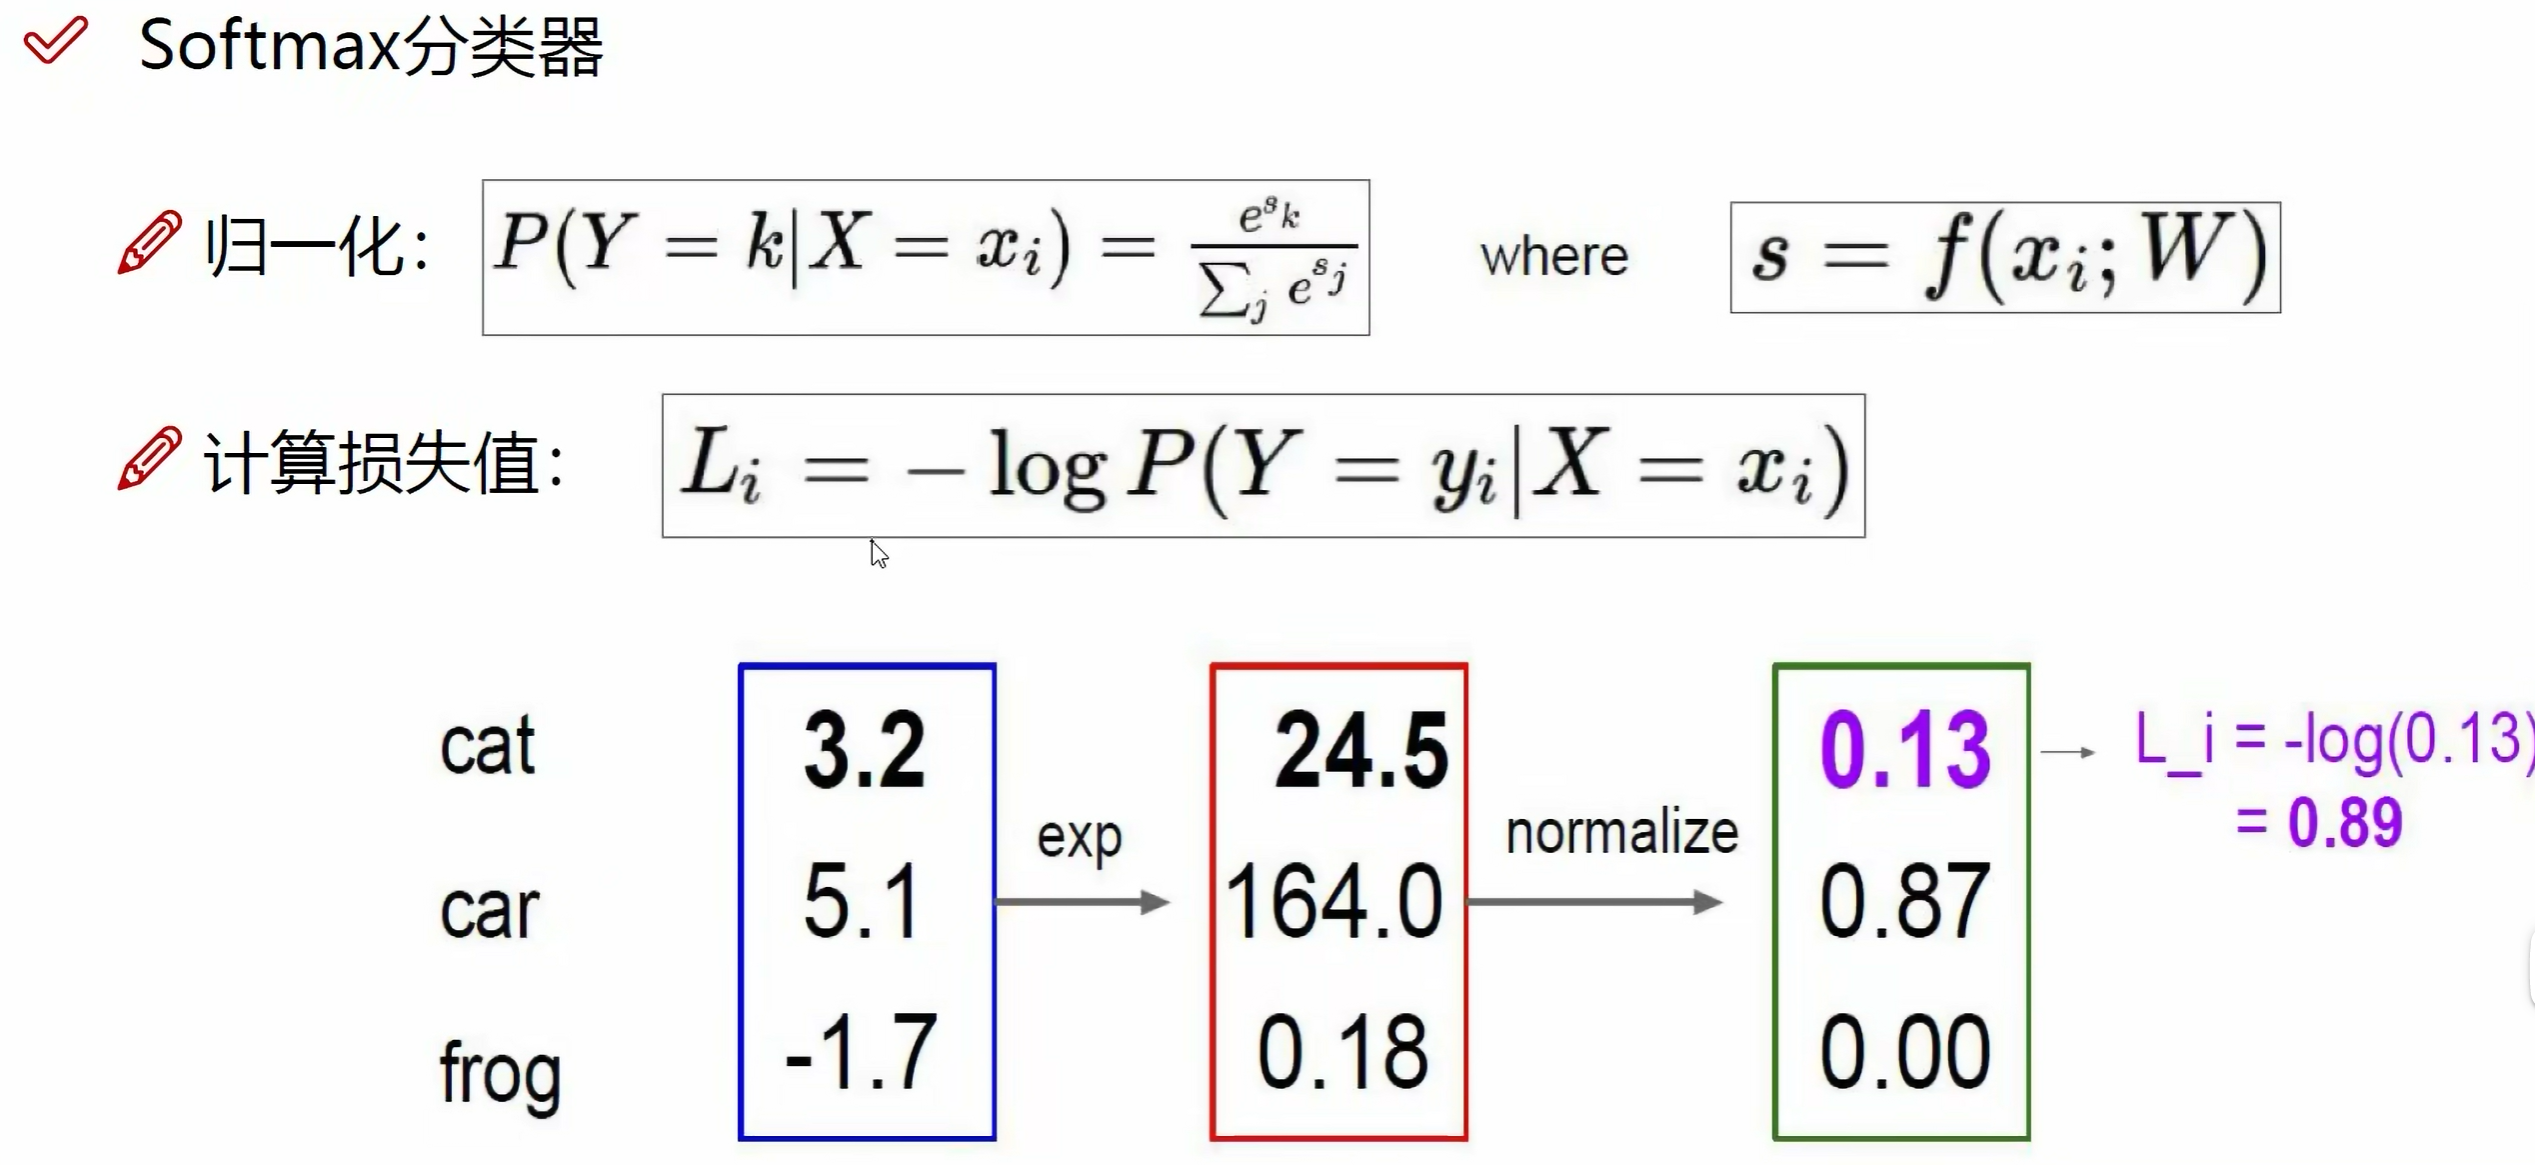 Softmax分类器
归一化: P(Y = k|X = x_i) = \frac{e^{s_k}}{\sum_j e^{s_j}} where s = f(x_i; W)
计算损失值: L_i = − log P(Y = y_i|X = x_i)
cat 3.2 24.5 0.13 L_i = -log(0.13)
= 0.89
exp normalize
car 5.1 164.0 0.87
frog -1.7 0.18 0.00